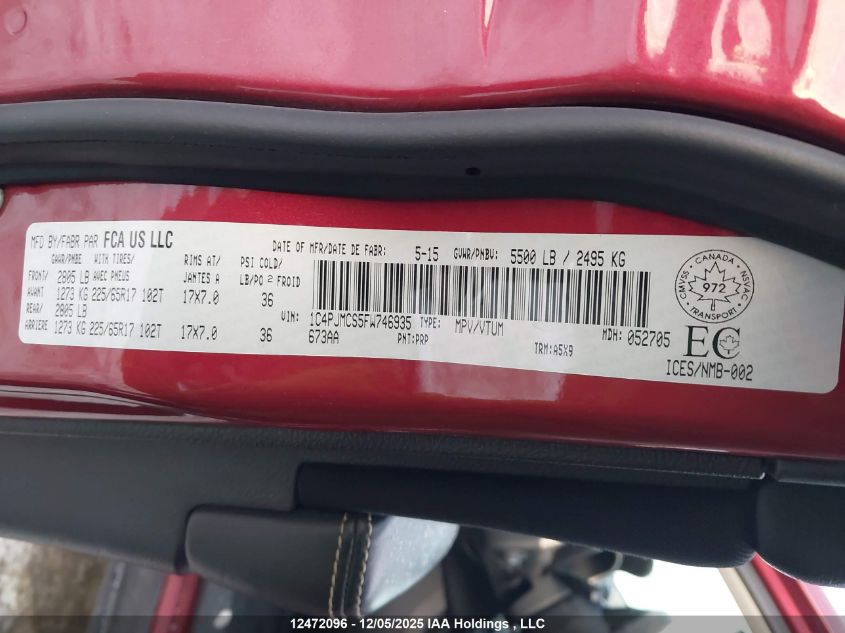 MFD BY/FABR PAR FCA US LLC
DATE OF MFR/DATE DE FABR: 5-15 GVWR/PNBV: 5500 LB / 2495 KG
GAWR/PNBE WITH TIRES/ RIMS AT/ PSI COLD/
FRONT/ 2805 LB AVEC PNEUS JANTES A LB/PO 2 FROID
AVANT 1273 KG 225/65R17 102T 17X7.0 36
REAR/ 2805 LB
ARRIERE 1273 KG 225/65R17 102T 17X7.0 36
VIN: 1C4PJMCS5FW746935 TYPE: MPV/VTUM MDH: 052705
673AA PNT:PRP TRM:A5X9
CMVSS · CANADA · NSVAC
972
TRANSPORT
EC
ICES/NMB-002
12472096 - 12/05/2025 IAA Holdings , LLC